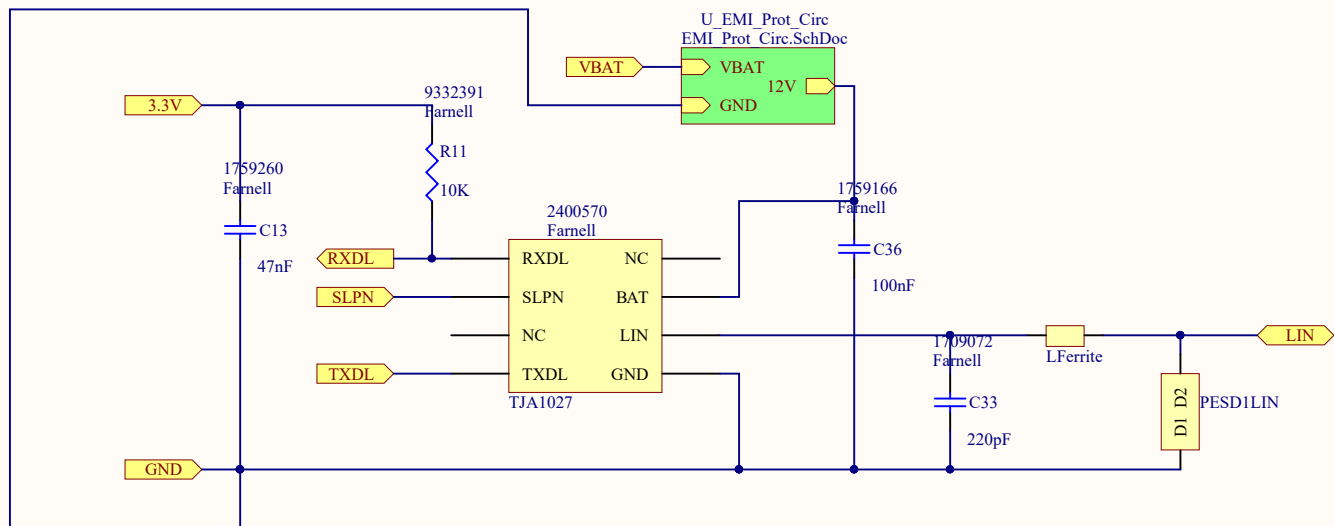 U_EMI_Prot_Circ
EMI_Prot_Circ.SchDoc
VBAT
VBAT
12V
GND
3.3V
9332391
Farnell
R11
10K
1759260
Farnell
C13
47nF
1759166
Farnell
C36
100nF
2400570
Farnell
RXDL
RXDL
NC
SLPN
SLPN
BAT
NC
LIN
TXDL
TXDL
GND
TJA1027
1709072
Farnell
C33
220pF
LFerrite
LIN
D1 D2
PESD1LIN
GND